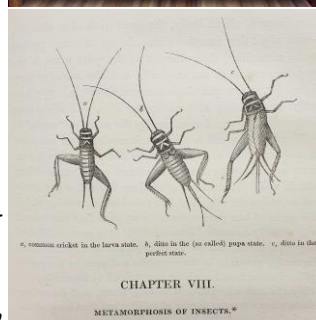 a, common cricket in the larva state. b, ditto in the (so called) pupa state. c, ditto in the
perfect state.
CHAPTER VIII.
METAMORPHOSIS OF INSECTS.*